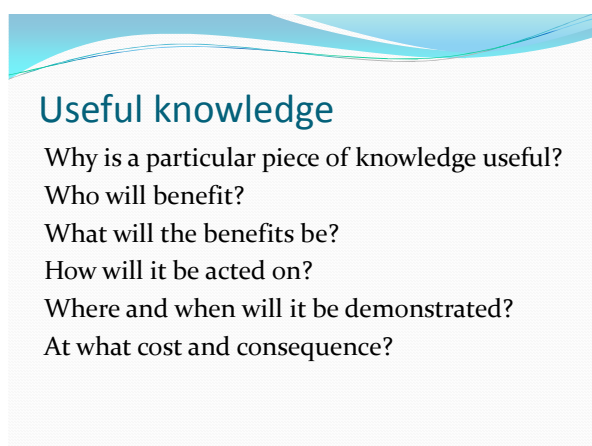 Useful knowledge
Why is a particular piece of knowledge useful?
Who will benefit?
What will the benefits be?
How will it be acted on?
Where and when will it be demonstrated?
At what cost and consequence?